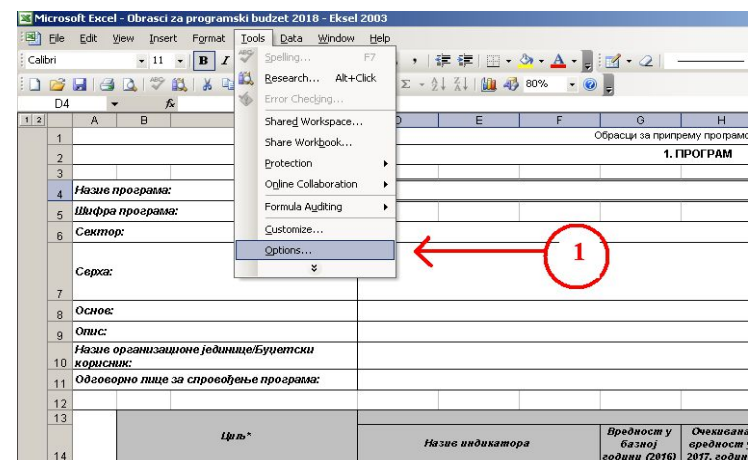 Microsoft Excel - Obrasci za programski budzet 2018 - Eksel 2003
File Edit View Insert Format Tools Data Window Help
Calibri 11 B I
Spelling... F7
Research... Alt+Click
Error Checking...
Shared Workspace...
Share Workbook...
Protection
Online Collaboration
Formula Auditing
Customize...
Options...
80%
D4 fx
1 2 A B E F G H
1 Обрасци за припрему програмс
2 1. ПРОГРАМ
3
4 Назив програма:
5 Шифра програма:
6 Сектор:
7 Сврха:
8 Основ:
9 Опис:
Назив организационе јединице/Буџетски
10 корисник:
11 Одговорно лице за спровођење програма:
12
13
14 Циљ* Назив индикатора
Вредност у Очекивана
базној вредност у
години (2016) 2017. годин
1